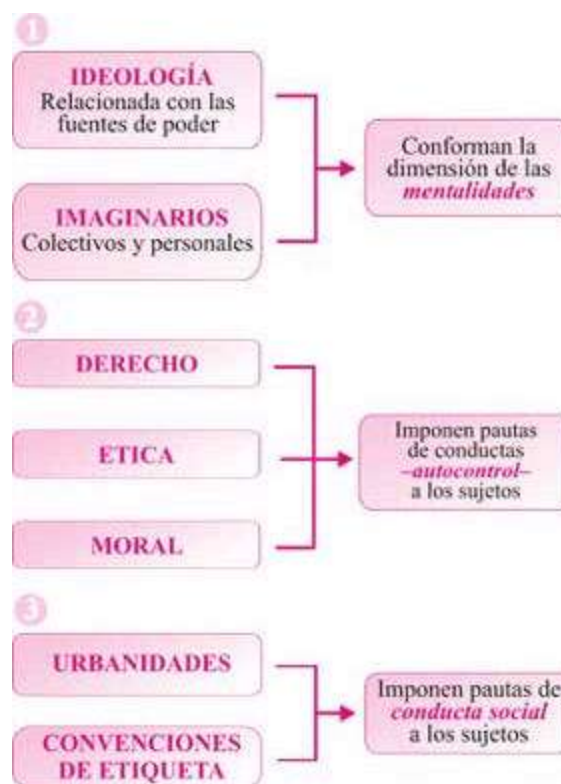 1
IDEOLOGÍA
Relacionada con las
fuentes de poder
IMAGINARIOS
Colectivos y personales
Conforman la
dimensión de las
mentalidades
2
DERECHO
ETICA
MORAL
Imponen pautas
de conductas
–autocontrol–
a los sujetos
3
URBANIDADES
CONVENCIONES
DE ETIQUETA
Imponen pautas de
conducta social
a los sujetos